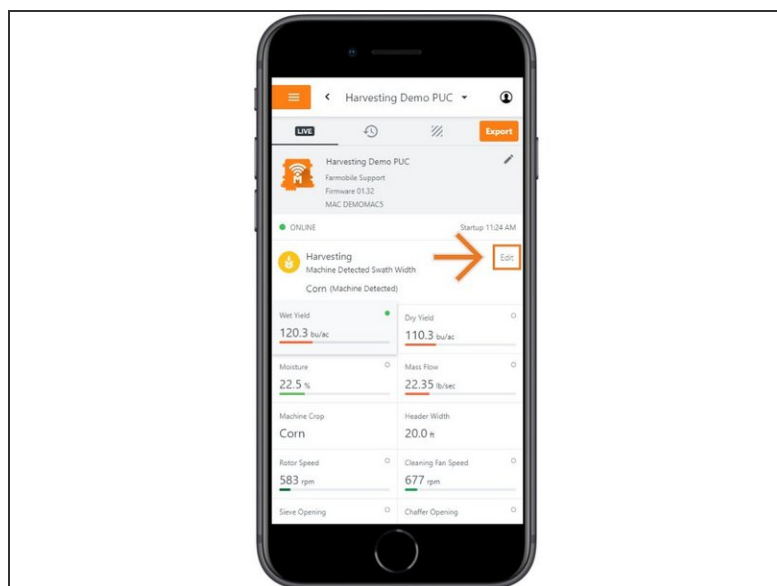 Harvesting Demo PUC
LIVE
Export
Harvesting Demo PUC
Farmobile Support
Firmware 01.32
MAC DEMOMAC5
ONLINE
Startup 11:24 AM
Harvesting
Edit
Machine Detected Swath Width
Corn (Machine Detected)
Wet Yield
Dry Yield
120.3 bu/ac
110.3 bu/ac
Moisture
Mass Flow
22.5 %
22.35 lb/sec
Machine Crop
Header Width
Corn
20.0 ft
Rotor Speed
Cleaning Fan Speed
583 rpm
677 rpm
Sieve Opening
Chaffer Opening